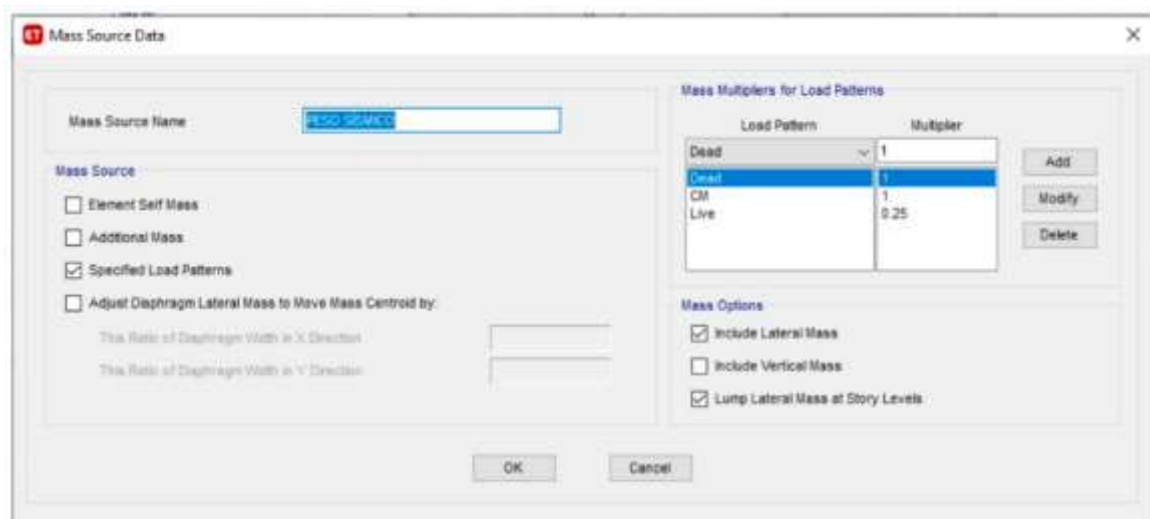 ET Mass Source Data
Mass Source Name PESO SISMICO
Mass Source
Element Self Mass
Additional Mass
Specified Load Patterns
Adjust Diaphragm Lateral Mass to Move Mass Centroid by:
This Ratio of Diaphragm Width in X Direction
This Ratio of Diaphragm Width in Y Direction
Mass Multipliers for Load Patterns
Load Pattern Multiplier
Dead 1
Dead 1
CM 1
Live 0.25
Add
Modify
Delete
Mass Options
Include Lateral Mass
Include Vertical Mass
Lump Lateral Mass at Story Levels
OK Cancel